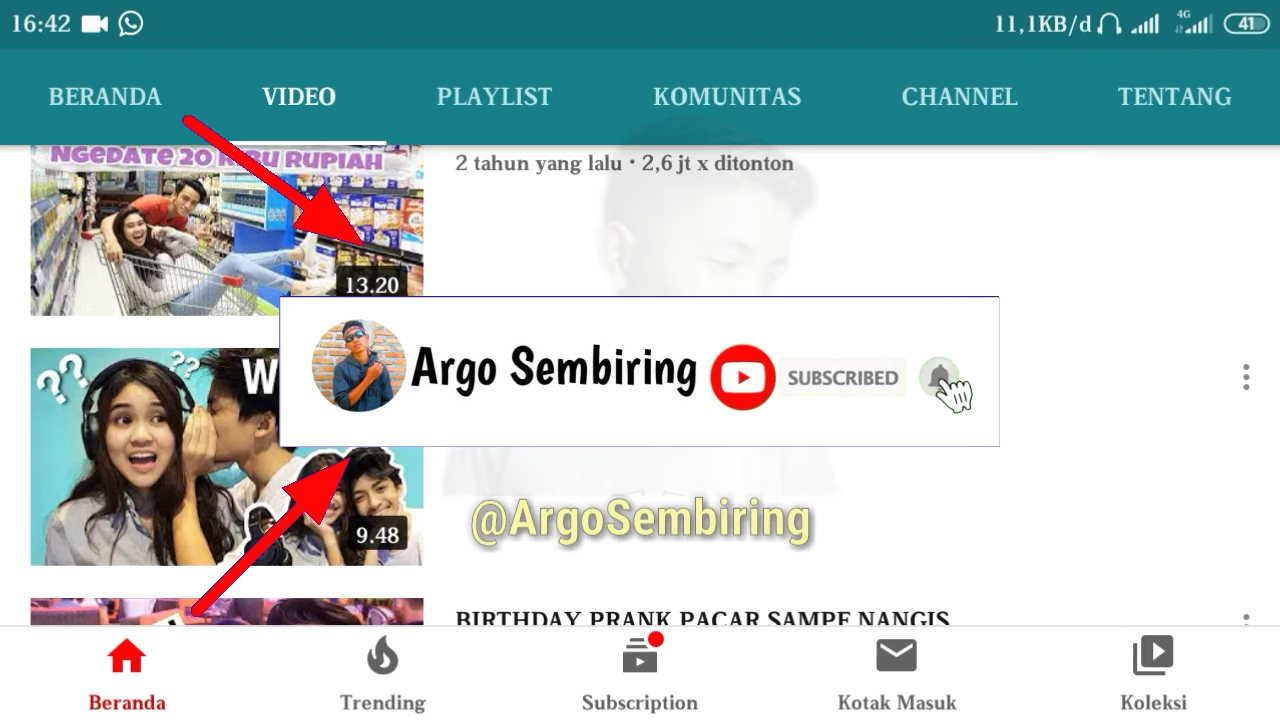 16:42
11,1KB/d
4G
41
BERANDA VIDEO PLAYLIST KOMUNITAS CHANNEL TENTANG
NGEDATE 20 RIBU RUPIAH
2 tahun yang lalu • 2,6 jt x ditonton
13.20
?? ??
W
Argo Sembiring SUBSCRIBED
@ArgoSembiring
9.48
BIRTHDAY PRANK PACAR SAMPE NANGIS
Beranda Trending Subscription Kotak Masuk Koleksi